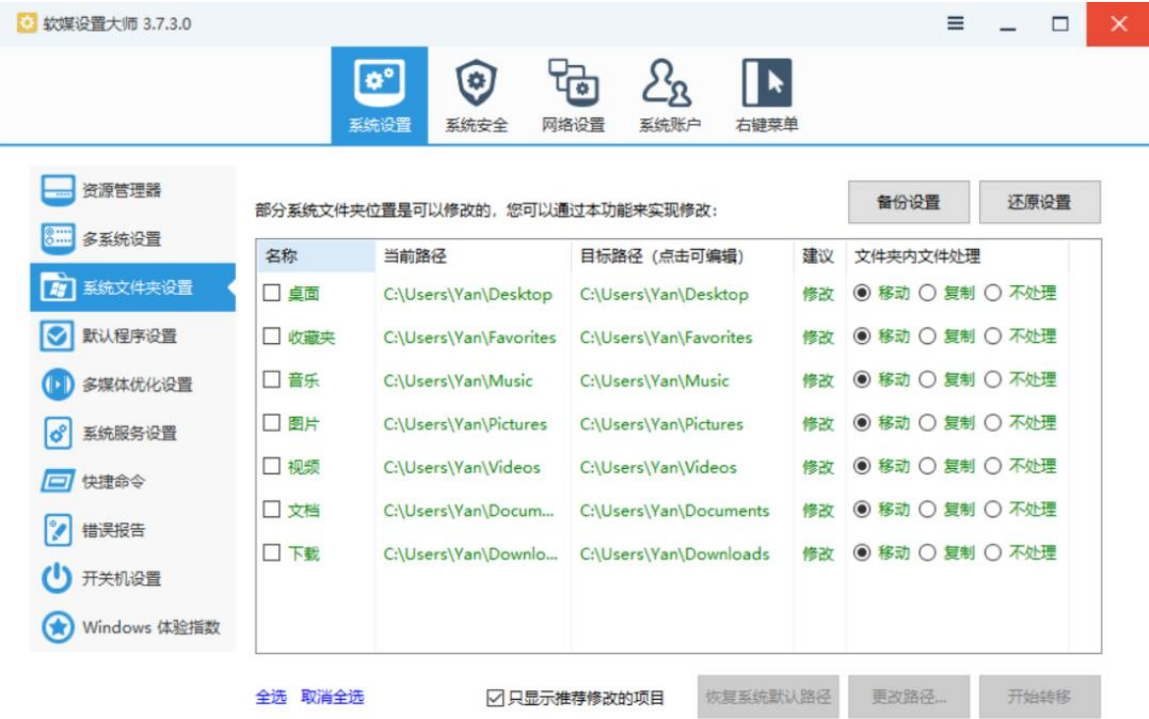 软媒设置大师 3.7.3.0
系统设置 系统安全 网络设置 系统账户 右键菜单
资源管理器
多系统设置
系统文件夹设置
默认程序设置
多媒体优化设置
系统服务设置
快捷命令
错误报告
开关机设置
Windows 体验指数
部分系统文件夹位置是可以修改的，您可以通过本功能来实现修改：
备份设置 还原设置
名称 当前路径 目标路径（点击可编辑） 建议 文件夹内文件处理
桌面 C:\Users\Yan\Desktop C:\Users\Yan\Desktop 修改 移动 复制 不处理
收藏夹 C:\Users\Yan\Favorites C:\Users\Yan\Favorites 修改 移动 复制 不处理
音乐 C:\Users\Yan\Music C:\Users\Yan\Music 修改 移动 复制 不处理
图片 C:\Users\Yan\Pictures C:\Users\Yan\Pictures 修改 移动 复制 不处理
视频 C:\Users\Yan\Videos C:\Users\Yan\Videos 修改 移动 复制 不处理
文档 C:\Users\Yan\Docum... C:\Users\Yan\Documents 修改 移动 复制 不处理
下载 C:\Users\Yan\Downlo... C:\Users\Yan\Downloads 修改 移动 复制 不处理
全选 取消全选 只显示推荐修改的项目 恢复系统默认路径 更改路径... 开始转移